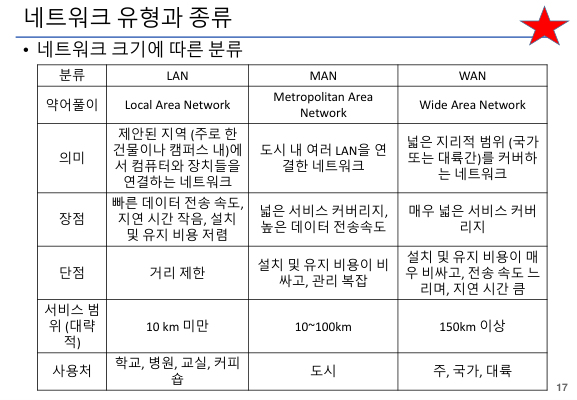 네트워크 유형과 종류
• 네트워크 크기에 따른 분류
분류 LAN MAN WAN
약어풀이 Local Area Network Metropolitan Area Network Wide Area Network
의미
제안된 지역 (주로 한
건물이나 캠퍼스 내)에
서 컴퓨터와 장치들을
연결하는 네트워크
도시 내 여러 LAN을 연
결한 네트워크
넓은 지리적 범위 (국가
또는 대륙간)를 커버하
는 네트워크
장점
빠른 데이터 전송 속도,
지연 시간 작음, 설치
및 유지 비용 저렴
넓은 서비스 커버리지,
높은 데이터 전송속도
매우 넓은 서비스 커버
리지
단점
거리 제한
설치 및 유지 비용이 비
싸고, 관리 복잡
설치 및 유지 비용이 매
우 비싸고, 전송 속도 느
리며, 지연 시간 큼
서비스 범
위 (대략
적)
10 km 미만
10~100km
150km 이상
사용처
학교, 병원, 교실, 커피
숍
도시
주, 국가, 대륙
17